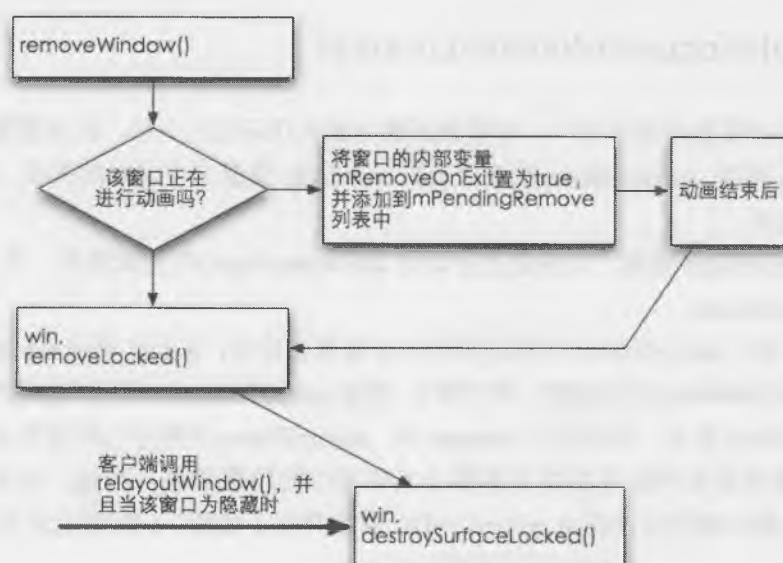 removeWindow()
该窗口正在
进行动画吗?
将窗口的内部变量
mRemoveOnExit置为true,
并添加到mPendingRemove
列表中
动画结束后
win.
removeLocked()
客户端调用
relayoutWindow(), 并
且当该窗口为隐藏时
win.
destroySurfaceLocked()